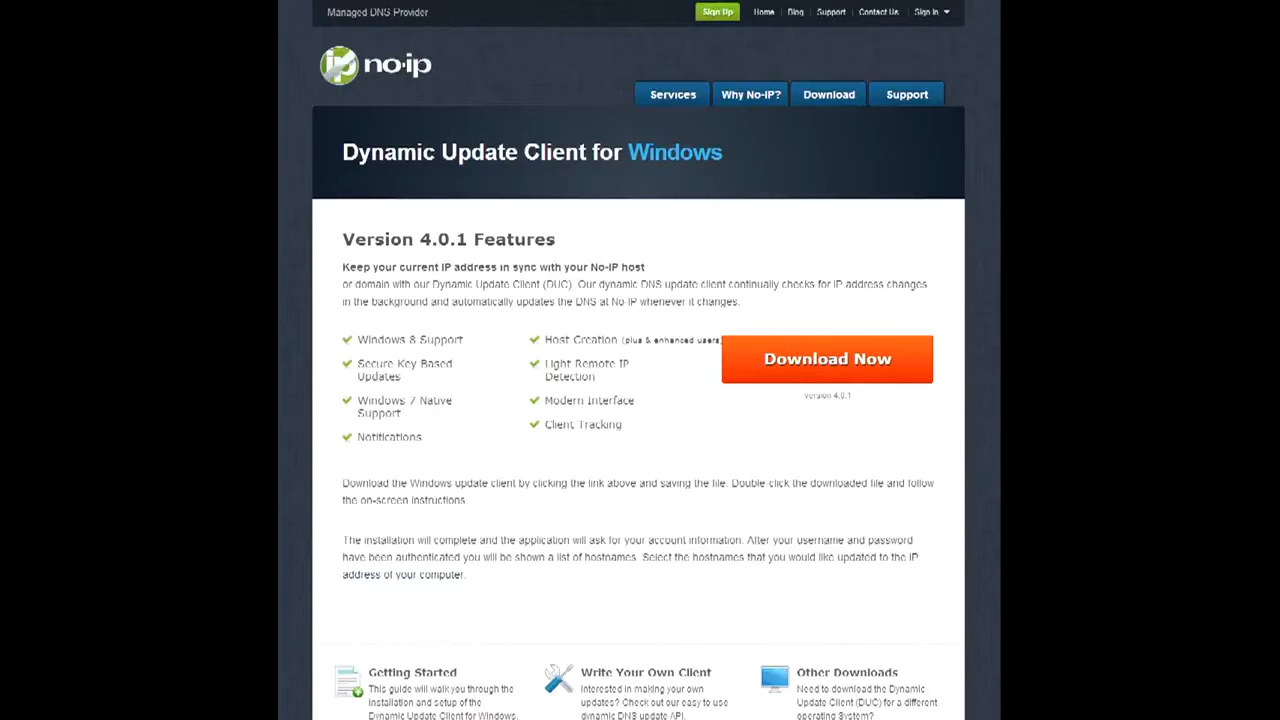 Managed DNS Provider
Sign Up Home Blog Support Contact Us Sign In
ip no·ip
Services Why No-IP? Download Support
Dynamic Update Client for Windows
Version 4.0.1 Features
Keep your current IP address in sync with your No-IP host
or domain with our Dynamic Update Client (DUC). Our dynamic DNS update client continually checks for IP address changes
in the background and automatically updates the DNS at No-IP whenever it changes.
Windows 8 Support
Secure Key Based
Updates
Windows 7 Native
Support
Notifications
Host Creation (plus & enhanced users)
Light Remote IP
Detection
Modern Interface
Client Tracking
Download Now
version 4.0.1
Download the Windows update client by clicking the link above and saving the file. Double-click the downloaded file and follow
the on-screen instructions.
The installation will complete and the application will ask for your account information. After your username and password
have been authenticated you will be shown a list of hostnames. Select the hostnames that you would like updated to the IP
address of your computer.
Getting Started
This guide will walk you through the
installation and setup of the
Dynamic Update Client for Windows.
Write Your Own Client
Interested in making your own
updates? Check out our easy to use
dynamic DNS update API.
Other Downloads
Need to download the Dynamic
Update Client (DUC) for a different
operating System?